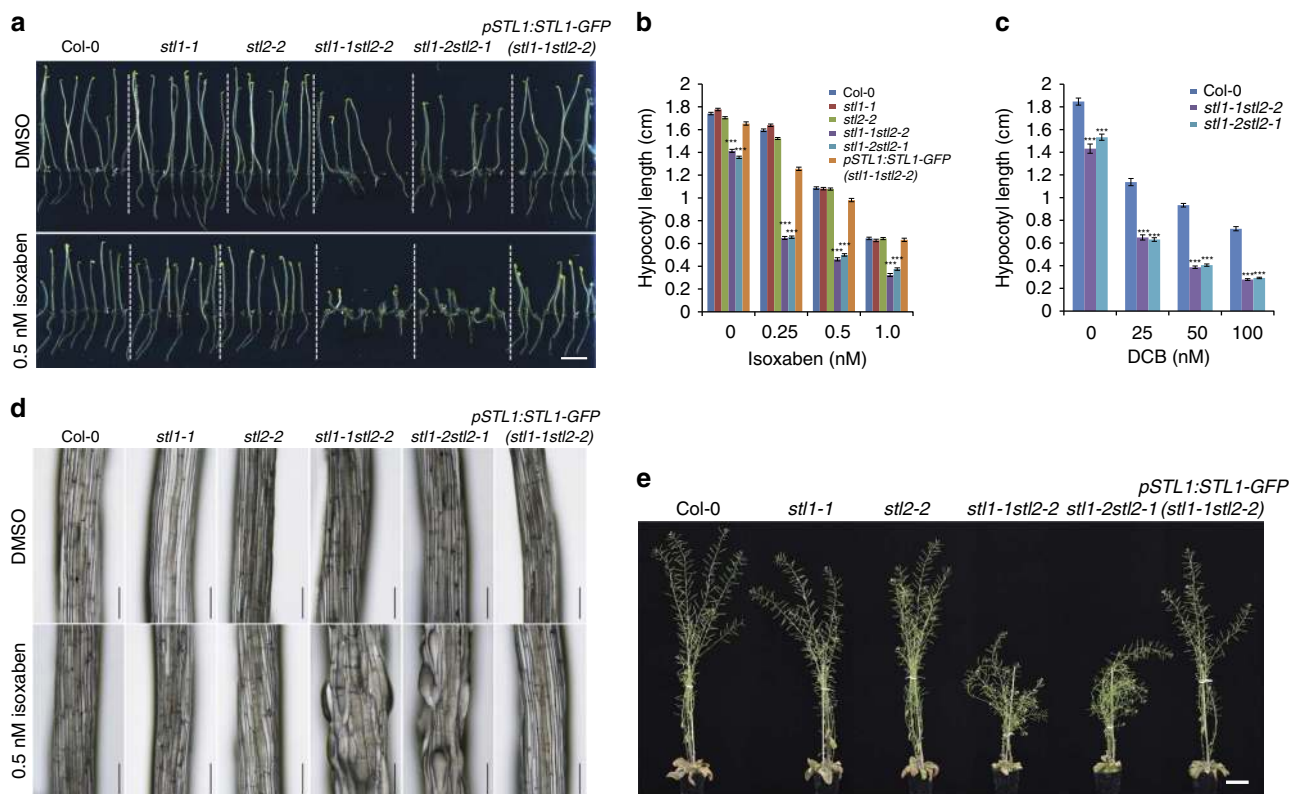 a
Col-0
stl1-1
stl2-2
stl1-1stl2-2
stl1-2stl2-1
pSTL1:STL1-GFP
(stl1-1stl2-2)
DMSO
0.5 nM isoxaben
b
2
1.8
1.6
1.4
1.2
1
0.8
0.6
0.4
0.2
0
Hypocotyl length (cm)
Col-0
stl1-1
stl2-2
stl1-1stl2-2
stl1-2stl2-1
pSTL1:STL1-GFP
(stl1-1stl2-2)
*** ***
*** ***
*** ***
*** ***
0 0.25 0.5 1.0
Isoxaben (nM)
c
2
1.8
1.6
1.4
1.2
1
0.8
0.6
0.4
0.2
0
Hypocotyl length (cm)
Col-0
stl1-1stl2-2
stl1-2stl2-1
*** ***
*** ***
*** ***
*** ***
0 25 50 100
DCB (nM)
d
Col-0
stl1-1
stl2-2
stl1-1stl2-2
stl1-2stl2-1
pSTL1:STL1-GFP
(stl1-1stl2-2)
DMSO
0.5 nM isoxaben
e
Col-0
stl1-1
stl2-2
stl1-1stl2-2
stl1-2stl2-1
pSTL1:STL1-GFP
(stl1-1stl2-2)